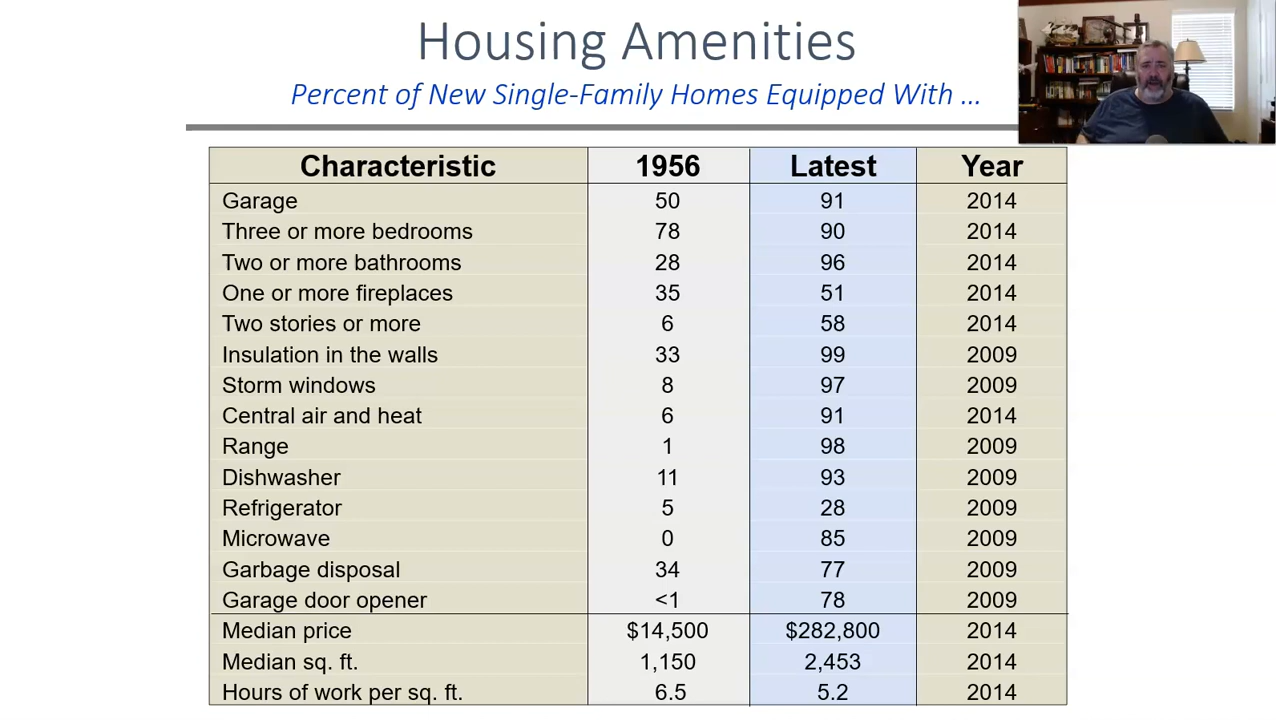 Housing Amenities
Percent of New Single-Family Homes Equipped With ...
Characteristic 1956 Latest Year
Garage 50 91 2014
Three or more bedrooms 78 90 2014
Two or more bathrooms 28 96 2014
One or more fireplaces 35 51 2014
Two stories or more 6 58 2014
Insulation in the walls 33 99 2009
Storm windows 8 97 2009
Central air and heat 6 91 2014
Range 1 98 2009
Dishwasher 11 93 2009
Refrigerator 5 28 2009
Microwave 0 85 2009
Garbage disposal 34 77 2009
Garage door opener <1 78 2009
Median price $14,500 $282,800 2014
Median sq. ft. 1,150 2,453 2014
Hours of work per sq. ft. 6.5 5.2 2014